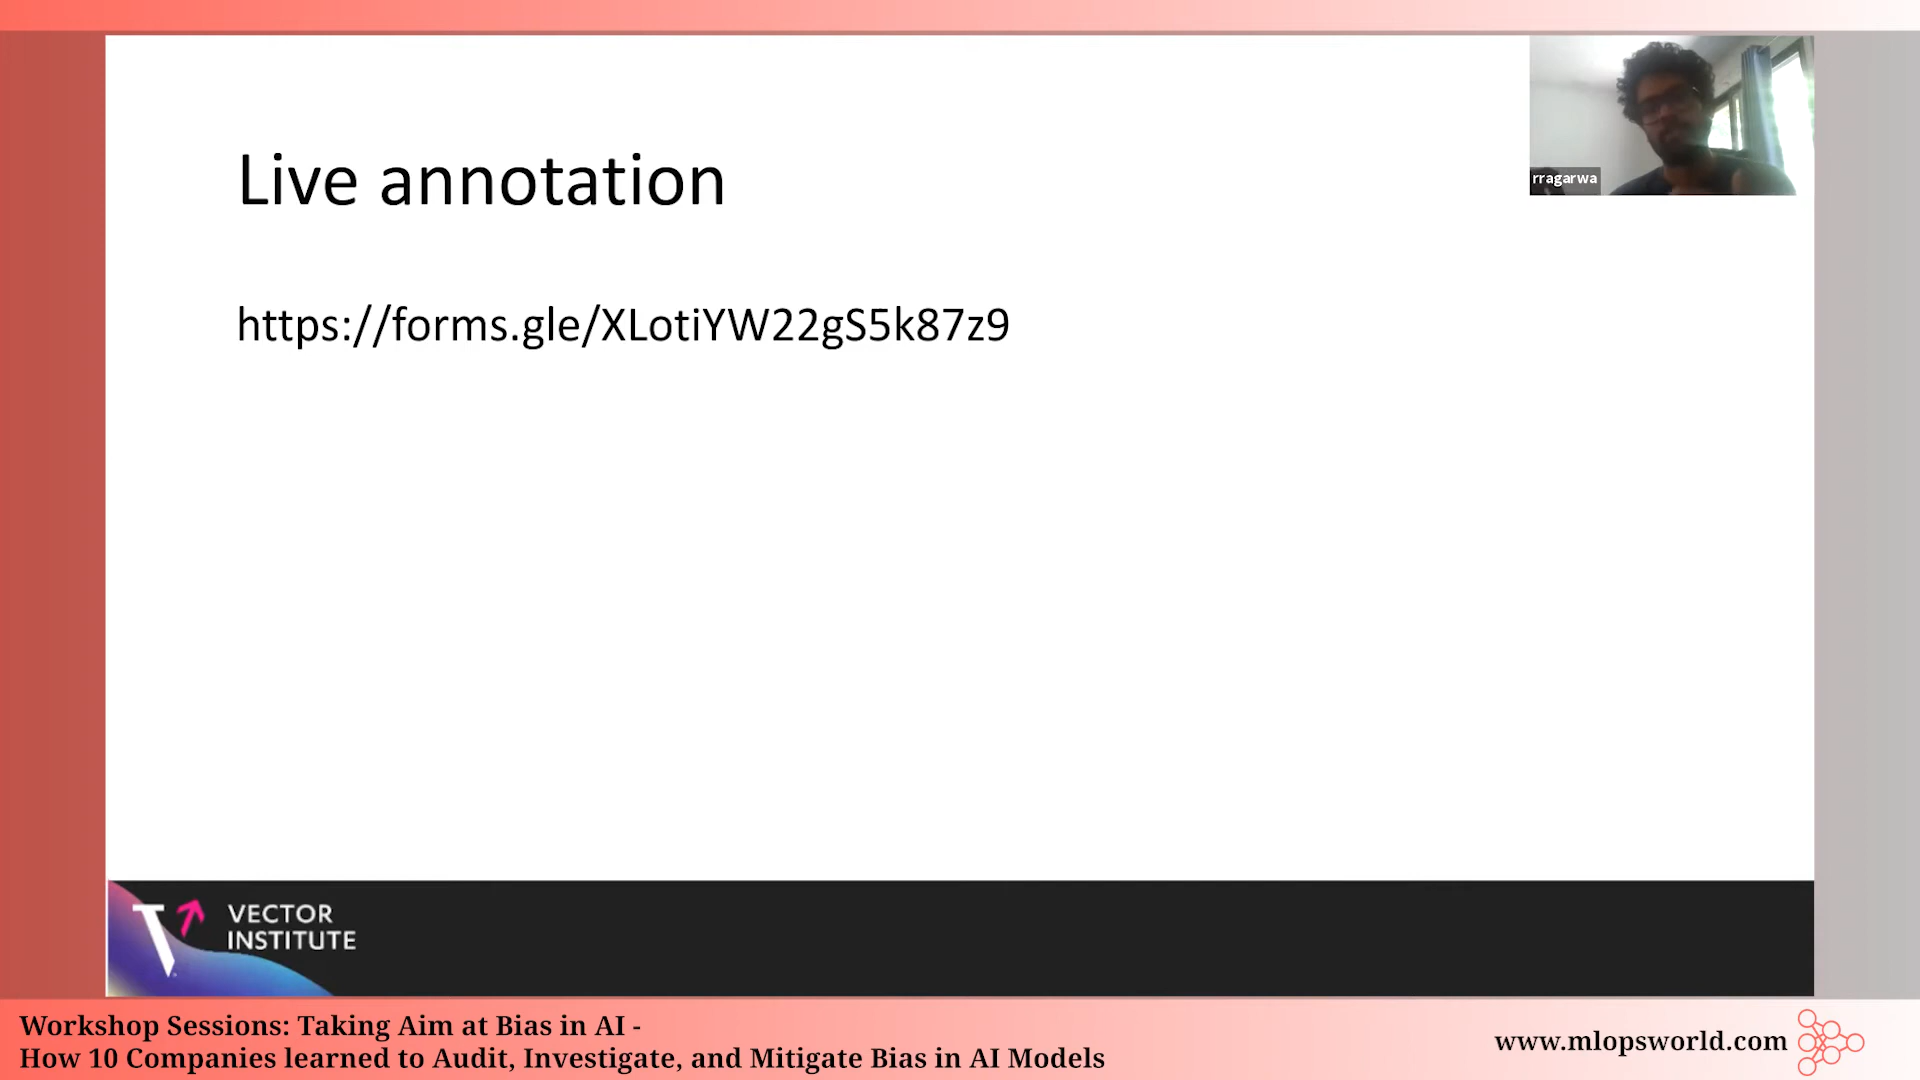 Live annotation
https://forms.gle/XLotiYW22gS5k87z9
rragarwa
VECTOR
INSTITUTE
Workshop Sessions: Taking Aim at Bias in AI -
How 10 Companies learned to Audit, Investigate, and Mitigate Bias in AI Models
www.mlopsworld.com